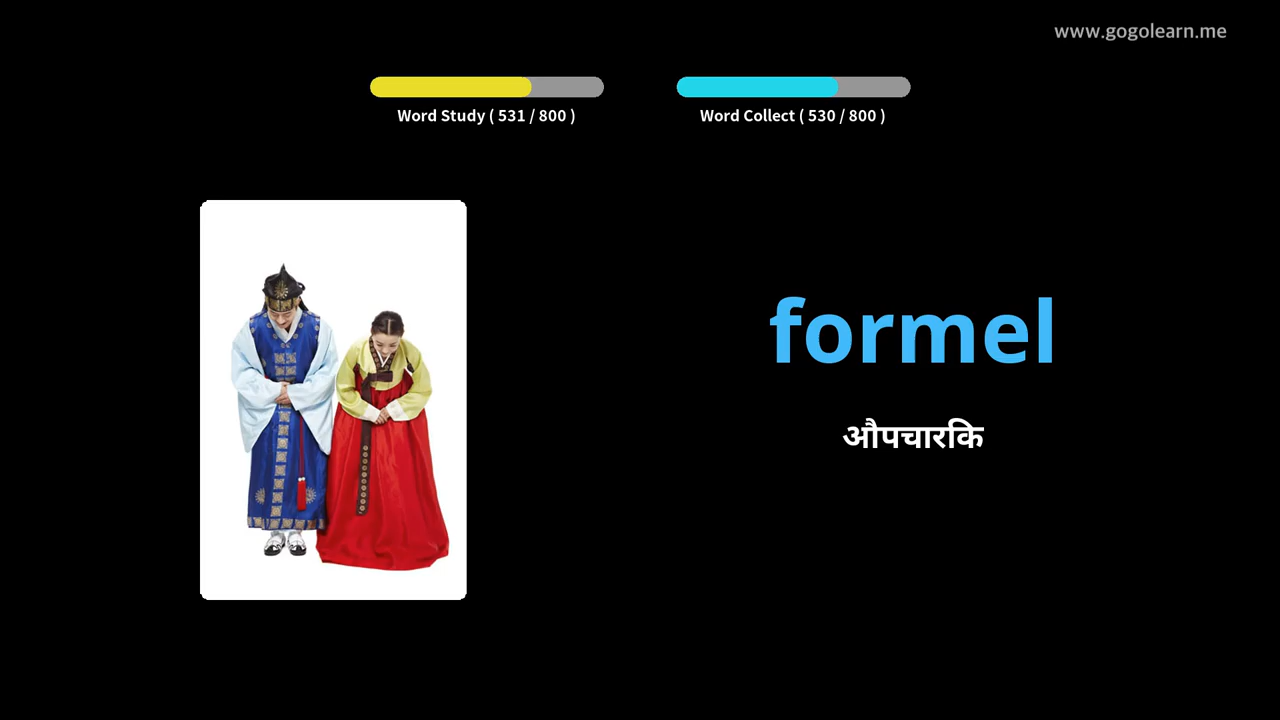 www.gogolearn.me
Word Study ( 531 / 800 )
Word Collect ( 530 / 800 )
formel
औपचारकि